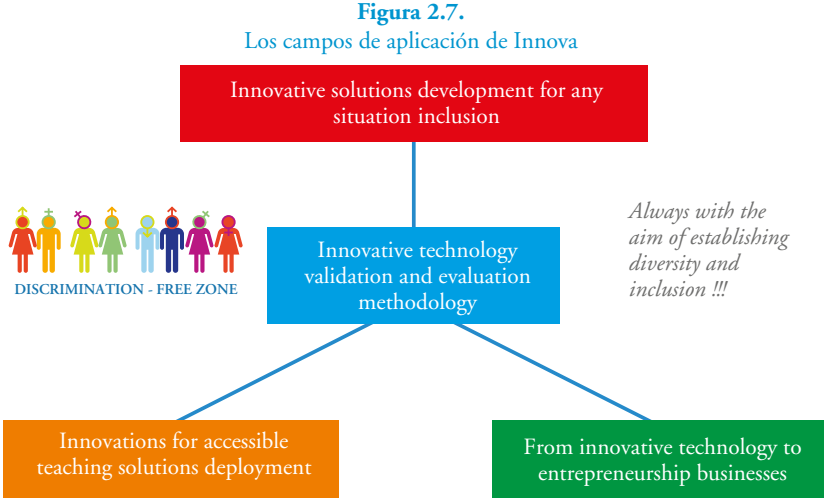 Figura 2.7.
Los campos de aplicación de Innova
Innovative solutions development for any
situation inclusion
DISCRIMINATION - FREE ZONE
Innovative technology
validation and evaluation
methodology
Always with the
aim of establishing
diversity and
inclusion !!!
Innovations for accessible
teaching solutions deployment
From innovative technology to
entrepreneurship businesses